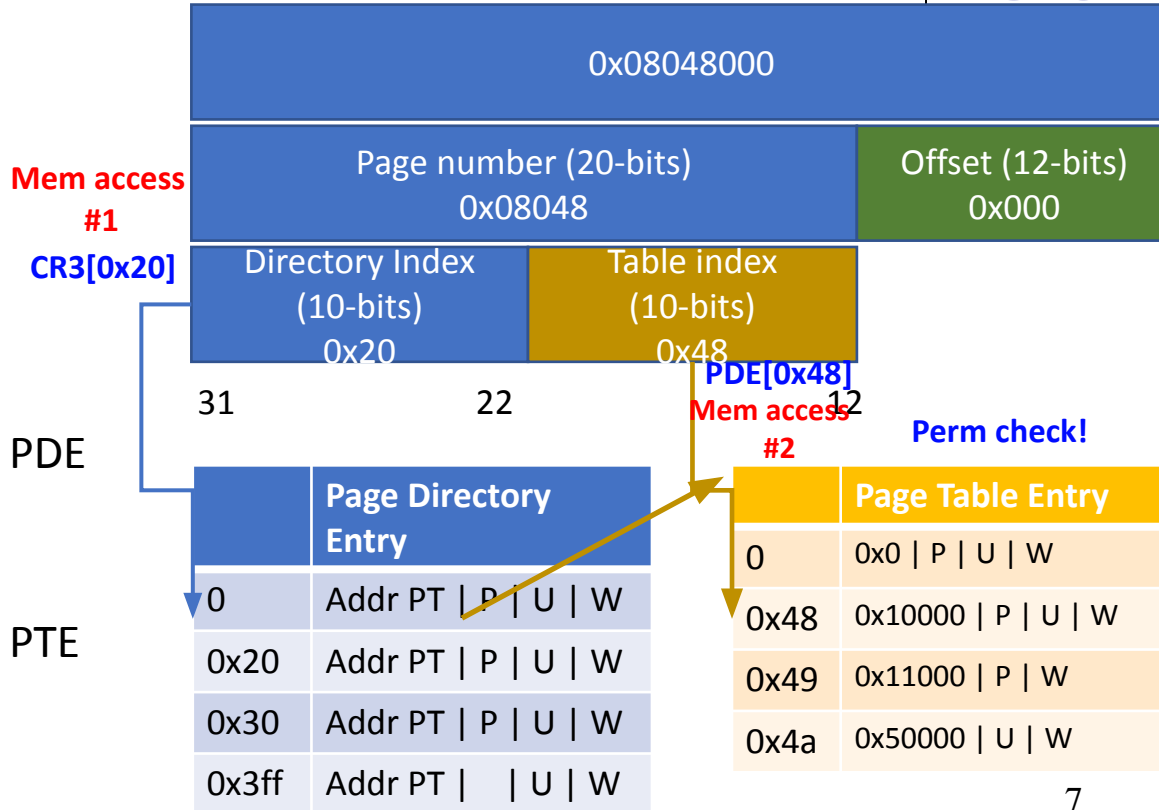 0x08048000
Page number (20-bits)
0x08048
Offset (12-bits)
0x000
Mem access
#1
CR3[0x20]
Directory Index
(10-bits)
0x20
Table index
(10-bits)
0x48
PDE[0x48]
31
22
12
Mem access
#2
Perm check!
PDE
PTE
Page Directory
Entry
0
Addr PT | P | U | W
0x20
Addr PT | P | U | W
0x30
Addr PT | P | U | W
0x3ff
Addr PT | | U | W
Page Table Entry
0
0x0 | P | U | W
0x48
0x10000 | P | U | W
0x49
0x11000 | P | W
0x4a
0x50000 | U | W
7